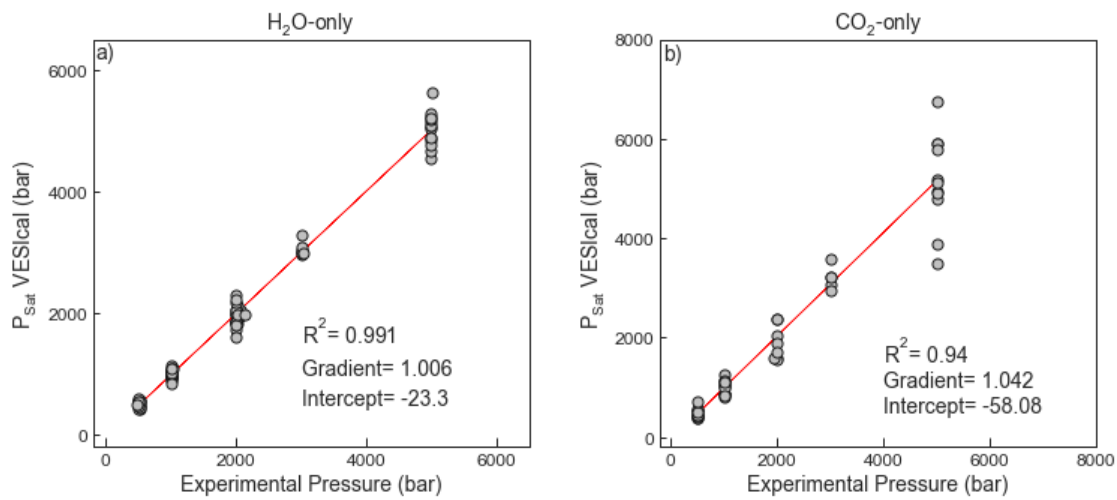 H₂O-only
a)
6000
4000
2000
0
0 2000 4000 6000
P_Sat VESIcal (bar)
Experimental Pressure (bar)
R²= 0.991
Gradient= 1.006
Intercept= -23.3
CO₂-only
b)
8000
6000
4000
2000
0
0 2000 4000 6000 8000
P_Sat VESIcal (bar)
Experimental Pressure (bar)
R²= 0.94
Gradient= 1.042
Intercept= -58.08